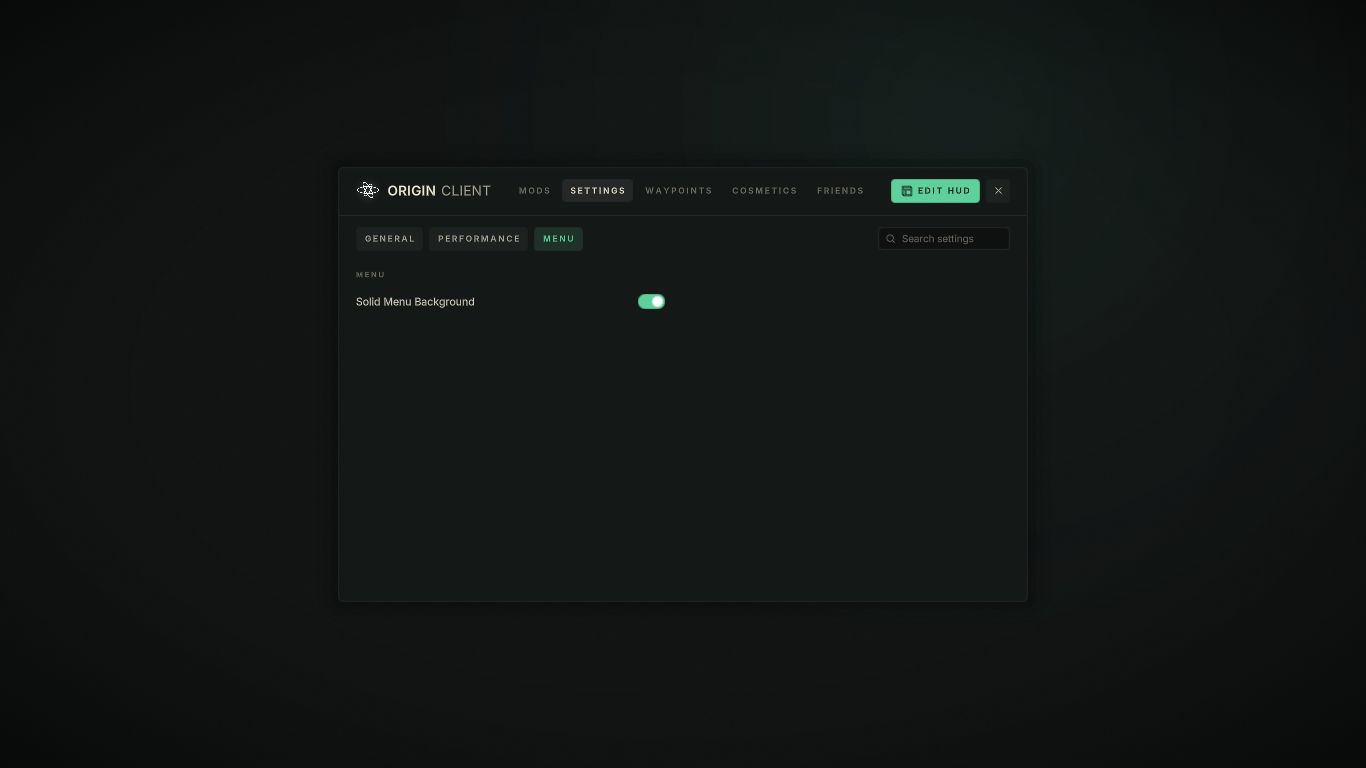 ORIGIN CLIENT MODS SETTINGS WAYPOINTS COSMETICS FRIENDS EDIT HUD
GENERAL PERFORMANCE MENU Search settings
MENU
Solid Menu Background